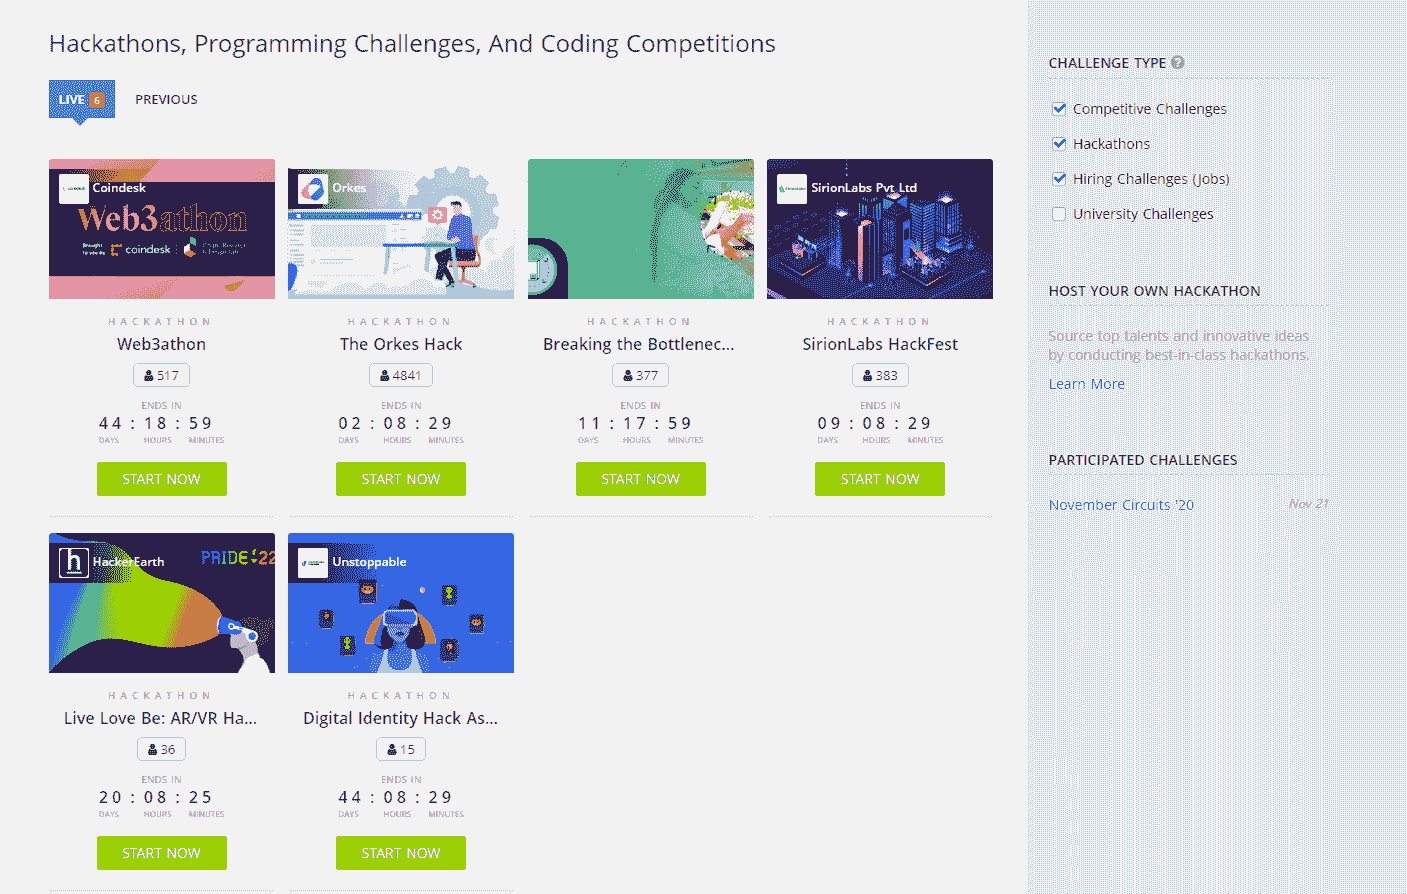 Hackathons, Programming Challenges, And Coding Competitions
LIVE 6 PREVIOUS
Coindesk
Web3athon
coindesk
HACKATHON
Web3athon
517
ENDS IN
44 : 18 : 59
DAYS HOURS MINUTES
START NOW
Orkes
HACKATHON
The Orkes Hack
4841
ENDS IN
02 : 08 : 29
DAYS HOURS MINUTES
START NOW
HACKATHON
Breaking the Bottlenec...
377
ENDS IN
11 : 17 : 59
DAYS HOURS MINUTES
START NOW
SirionLabs Pvt Ltd
HACKATHON
SirionLabs HackFest
383
ENDS IN
09 : 08 : 29
DAYS HOURS MINUTES
START NOW
h HackerEarth
PRIDE '22
HACKATHON
Live Love Be: AR/VR Ha...
36
ENDS IN
20 : 08 : 25
DAYS HOURS MINUTES
START NOW
Unstoppable
HACKATHON
Digital Identity Hack As...
15
ENDS IN
44 : 08 : 29
DAYS HOURS MINUTES
START NOW
CHALLENGE TYPE ?
Competitive Challenges
Hackathons
Hiring Challenges (Jobs)
University Challenges
HOST YOUR OWN HACKATHON
Source top talents and innovative ideas
by conducting best-in-class hackathons.
Learn More
PARTICIPATED CHALLENGES
November Circuits '20 Nov 21